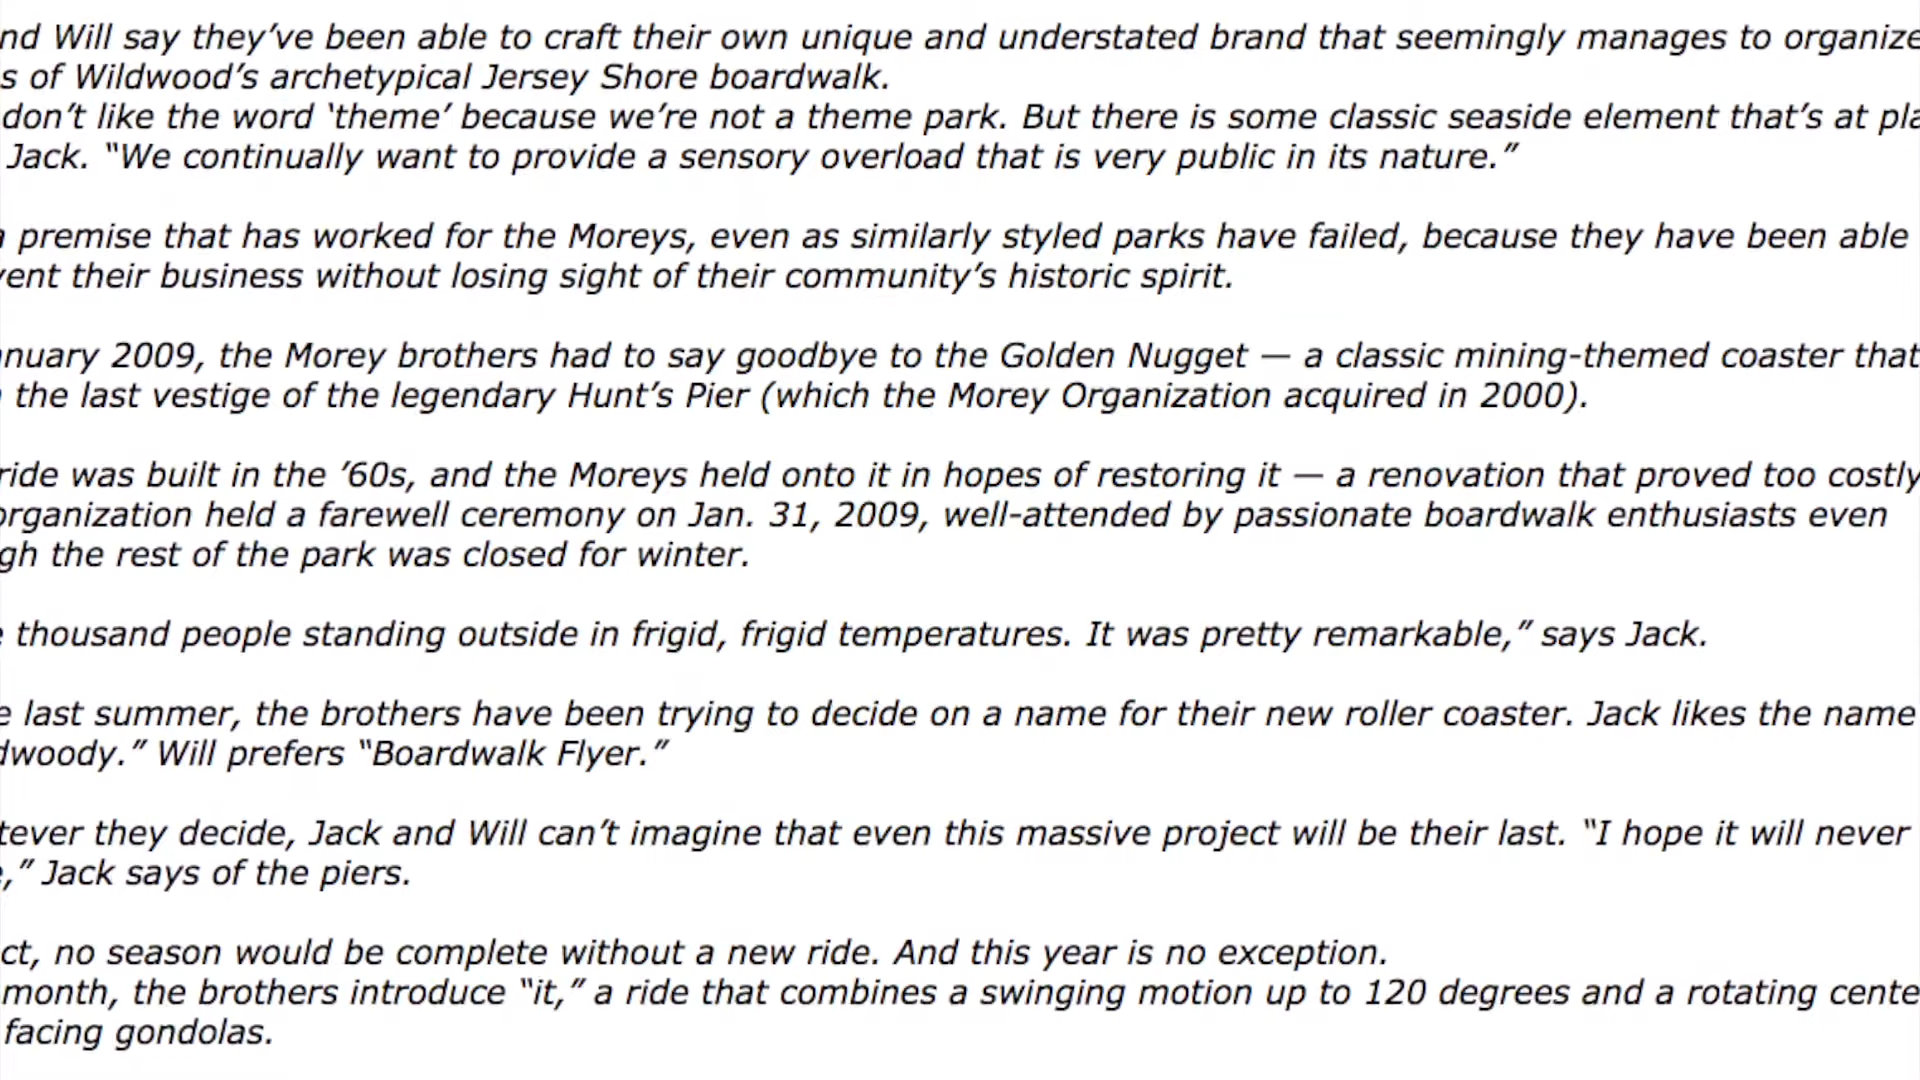 nd Will say they’ve been able to craft their own unique and understated brand that seemingly manages to organize
s of Wildwood’s archetypical Jersey Shore boardwalk.
don’t like the word ‘theme’ because we’re not a theme park. But there is some classic seaside element that’s at pla
Jack. “We continually want to provide a sensory overload that is very public in its nature.”
a premise that has worked for the Moreys, even as similarly styled parks have failed, because they have been able
vent their business without losing sight of their community’s historic spirit.
anuary 2009, the Morey brothers had to say goodbye to the Golden Nugget — a classic mining-themed coaster that
the last vestige of the legendary Hunt’s Pier (which the Morey Organization acquired in 2000).
ride was built in the ’60s, and the Moreys held onto it in hopes of restoring it — a renovation that proved too costly
organization held a farewell ceremony on Jan. 31, 2009, well-attended by passionate boardwalk enthusiasts even
gh the rest of the park was closed for winter.
e thousand people standing outside in frigid, frigid temperatures. It was pretty remarkable,” says Jack.
e last summer, the brothers have been trying to decide on a name for their new roller coaster. Jack likes the name
dwoody.” Will prefers “Boardwalk Flyer.”
tever they decide, Jack and Will can’t imagine that even this massive project will be their last. “I hope it will never
e,” Jack says of the piers.
ct, no season would be complete without a new ride. And this year is no exception.
month, the brothers introduce “it,” a ride that combines a swinging motion up to 120 degrees and a rotating cente
facing gondolas.